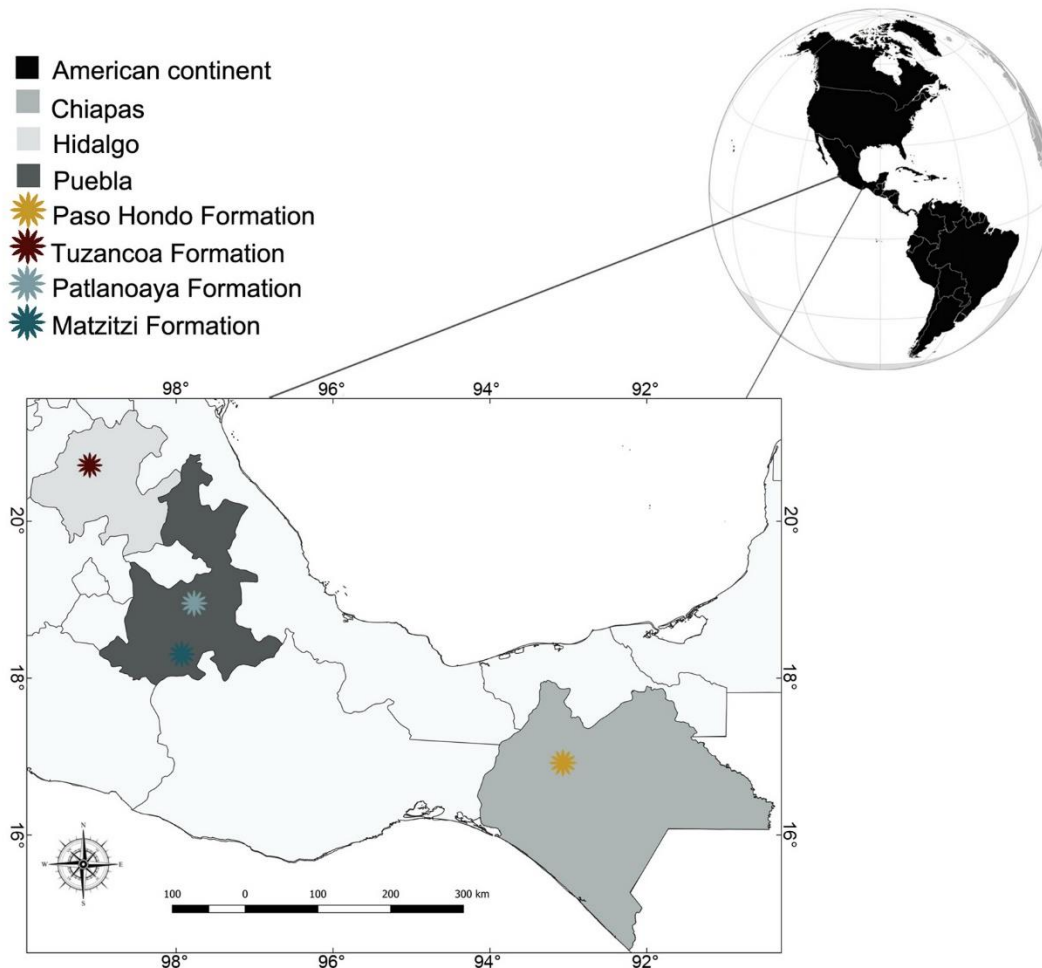 American continent
Chiapas
Hidalgo
Puebla
Paso Hondo Formation
Tuzancoa Formation
Patlanoaya Formation
Matzitzi Formation
98° 96° 94° 92°
20° 20°
18° 18°
16° 16°
N
W E
S
100 0 100 200 300 km
98° 96° 94° 92°